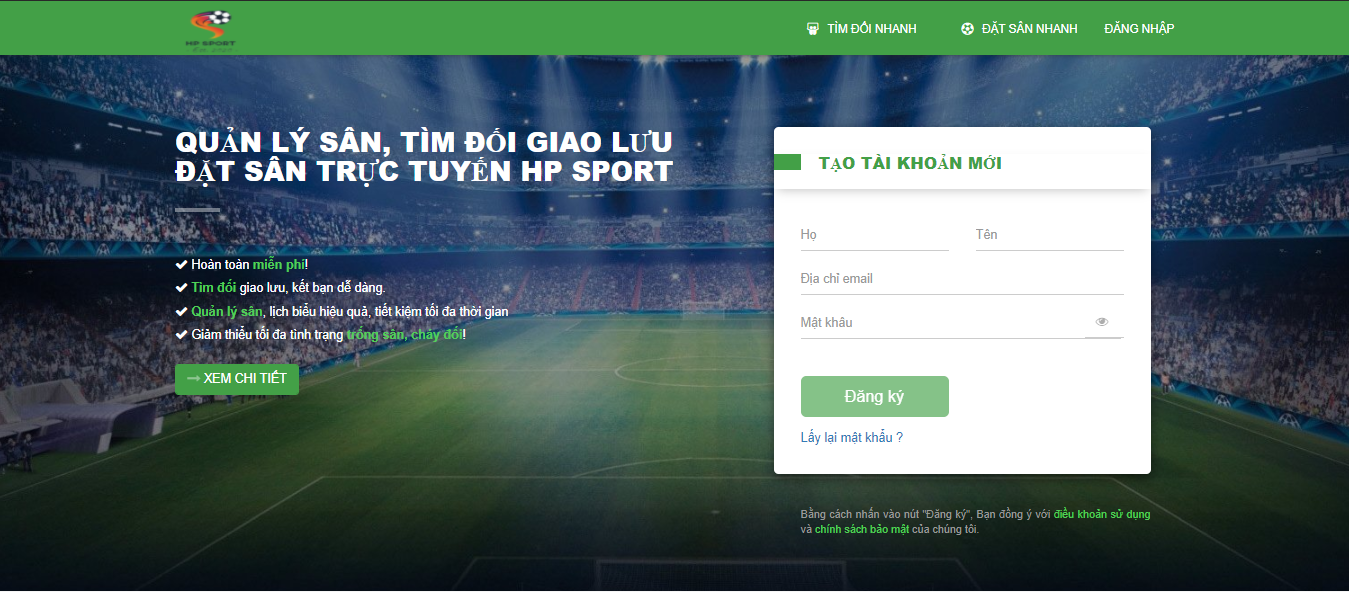 HP SPORT
TÌM ĐỐI NHANH
ĐẶT SÂN NHANH
ĐĂNG NHẬP
QUẢN LÝ SÂN, TÌM ĐỐI GIAO LƯU
ĐẶT SÂN TRỰC TUYẾN HP SPORT
Hoàn toàn miễn phí!
Tìm đối giao lưu, kết bạn dễ dàng.
Quản lý sân, lịch biểu hiệu quả, tiết kiệm tối đa thời gian
Giảm thiểu tối đa tình trạng trống sân, cháy đối!
XEM CHI TIẾT
TẠO TÀI KHOẢN MỚI
Họ
Tên
Địa chỉ email
Mật khẩu
Đăng ký
Lấy lại mật khẩu ?
Bằng cách nhấn vào nút "Đăng ký", Bạn đồng ý với điều khoản sử dụng
và chính sách bảo mật của chúng tôi.